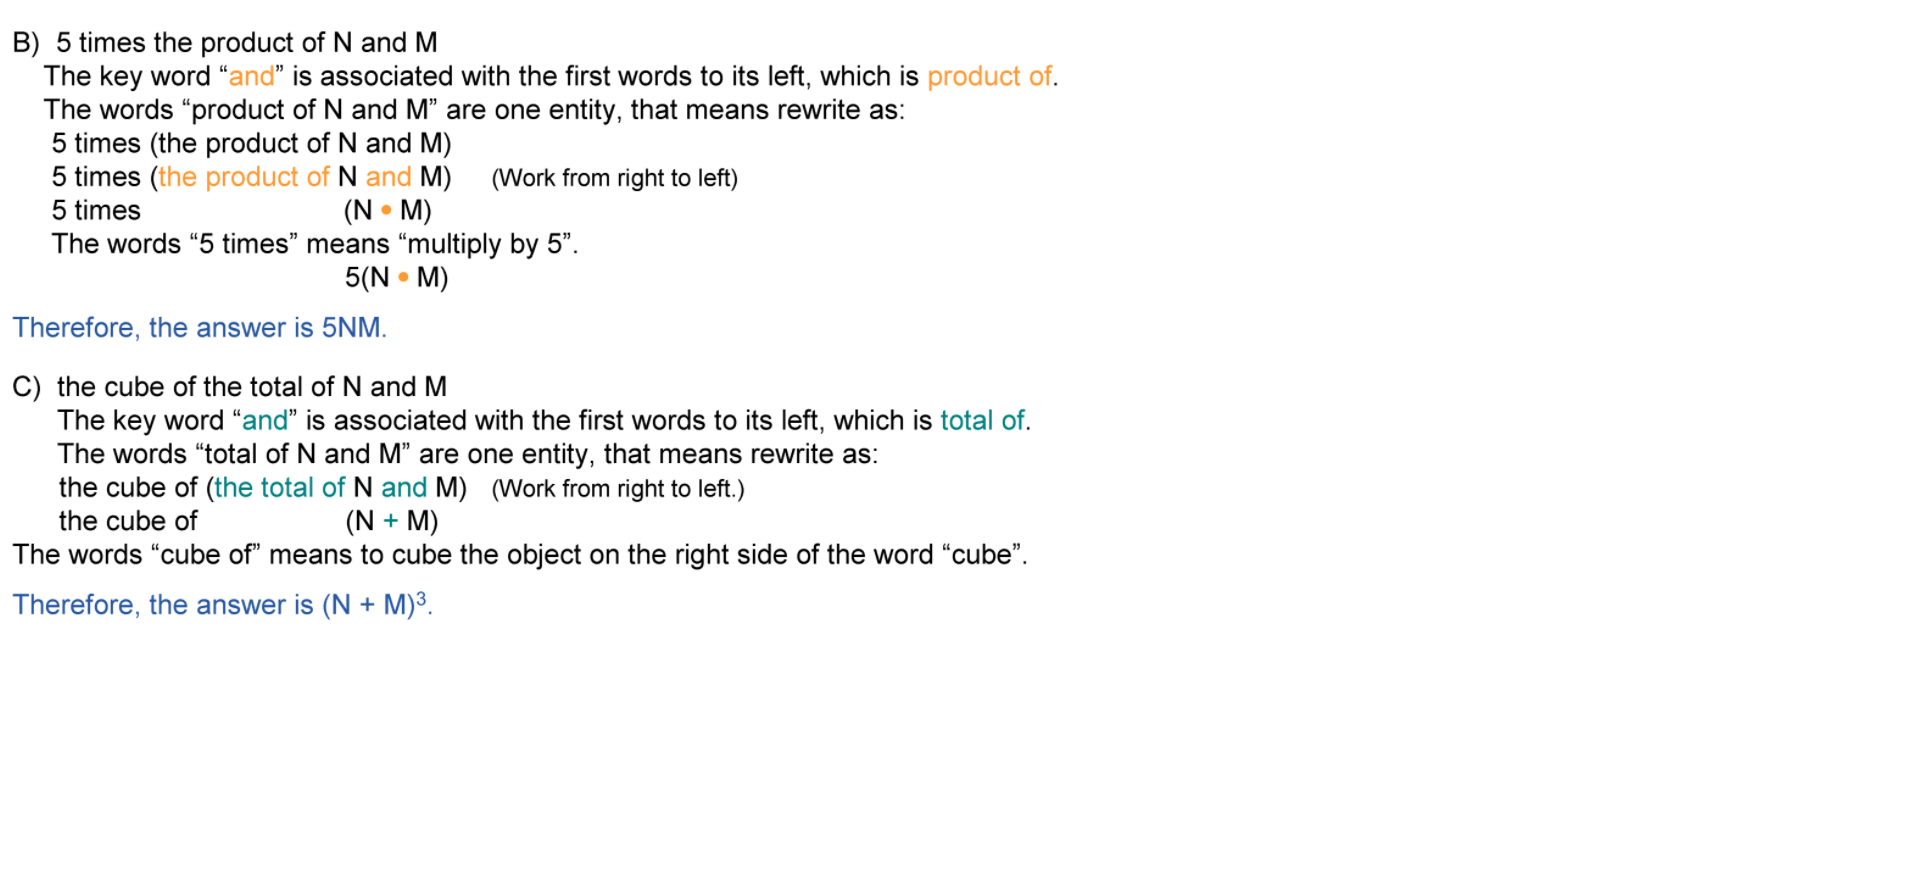 B) 5 times the product of N and M
The key word “and” is associated with the first words to its left, which is product of.
The words “product of N and M” are one entity, that means rewrite as:
5 times (the product of N and M)
5 times (the product of N and M) (Work from right to left)
5 times (N • M)
The words “5 times” means “multiply by 5”.
5(N • M)
Therefore, the answer is 5NM.
C) the cube of the total of N and M
The key word “and” is associated with the first words to its left, which is total of.
The words “total of N and M” are one entity, that means rewrite as:
the cube of (the total of N and M) (Work from right to left.)
the cube of (N + M)
The words “cube of” means to cube the object on the right side of the word “cube”.
Therefore, the answer is (N + M)³.